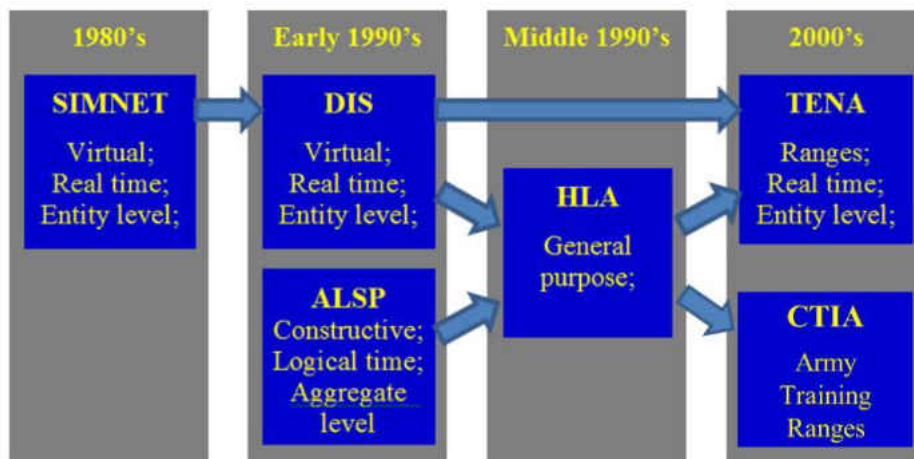 1980's
SIMNET
Virtual;
Real time;
Entity level;
Early 1990's
DIS
Virtual;
Real time;
Entity level;
ALSP
Constructive;
Logical time;
Aggregate
level
Middle 1990's
HLA
General
purpose;
2000's
TENA
Ranges;
Real time;
Entity level;
CTIA
Army
Training
Ranges